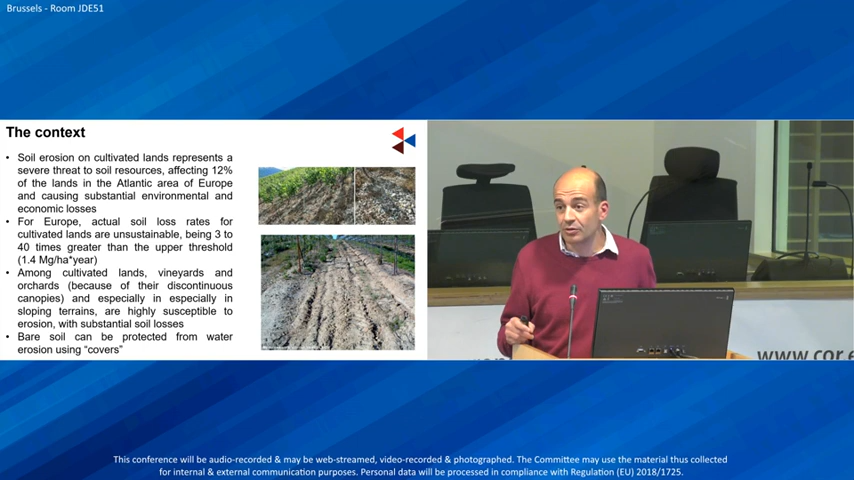 Brussels - Room JDE51
The context
• Soil erosion on cultivated lands represents a
severe threat to soil resources, affecting 12%
of the lands in the Atlantic area of Europe
and causing substantial environmental and
economic losses
• For Europe, actual soil loss rates for
cultivated lands are unsustainable, being 3 to
40 times greater than the upper threshold
(1.4 Mg/ha*year)
• Among cultivated lands, vineyards and
orchards (because of their discontinuous
canopies) and especially in especially in
sloping terrains, are highly susceptible to
erosion, with substantial soil losses
• Bare soil can be protected from water
erosion using “covers”
www.cor.e
This conference will be audio-recorded & may be web-streamed, video-recorded & photographed. The Committee may use the material thus collected
for internal & external communication purposes. Personal data will be processed in compliance with Regulation (EU) 2018/1725.